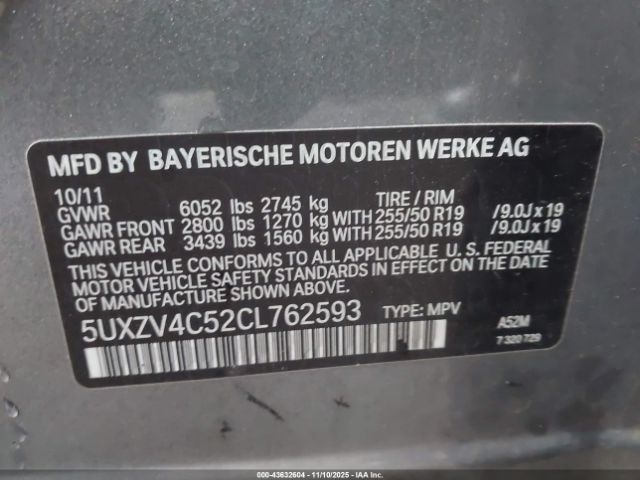 MFD BY BAYERISCHE MOTOREN WERKE AG
10/11 TIRE / RIM
GVWR 6052 lbs 2745 kg
GAWR FRONT 2800 lbs 1270 kg WITH 255/50 R19 /9.0J x 19
GAWR REAR 3439 lbs 1560 kg WITH 255/50 R19 /9.0J x 19
THIS VEHICLE CONFORMS TO ALL APPLICABLE U. S. FEDERAL
MOTOR VEHICLE SAFETY STANDARDS IN EFFECT ON THE
DATE OF MANUFACTURE SHOWN ABOVE.
5UXZV4C52CL762593 TYPE: MPV A52M
7 320 729
000-43632604 - 11/10/2025 - IAA Inc.